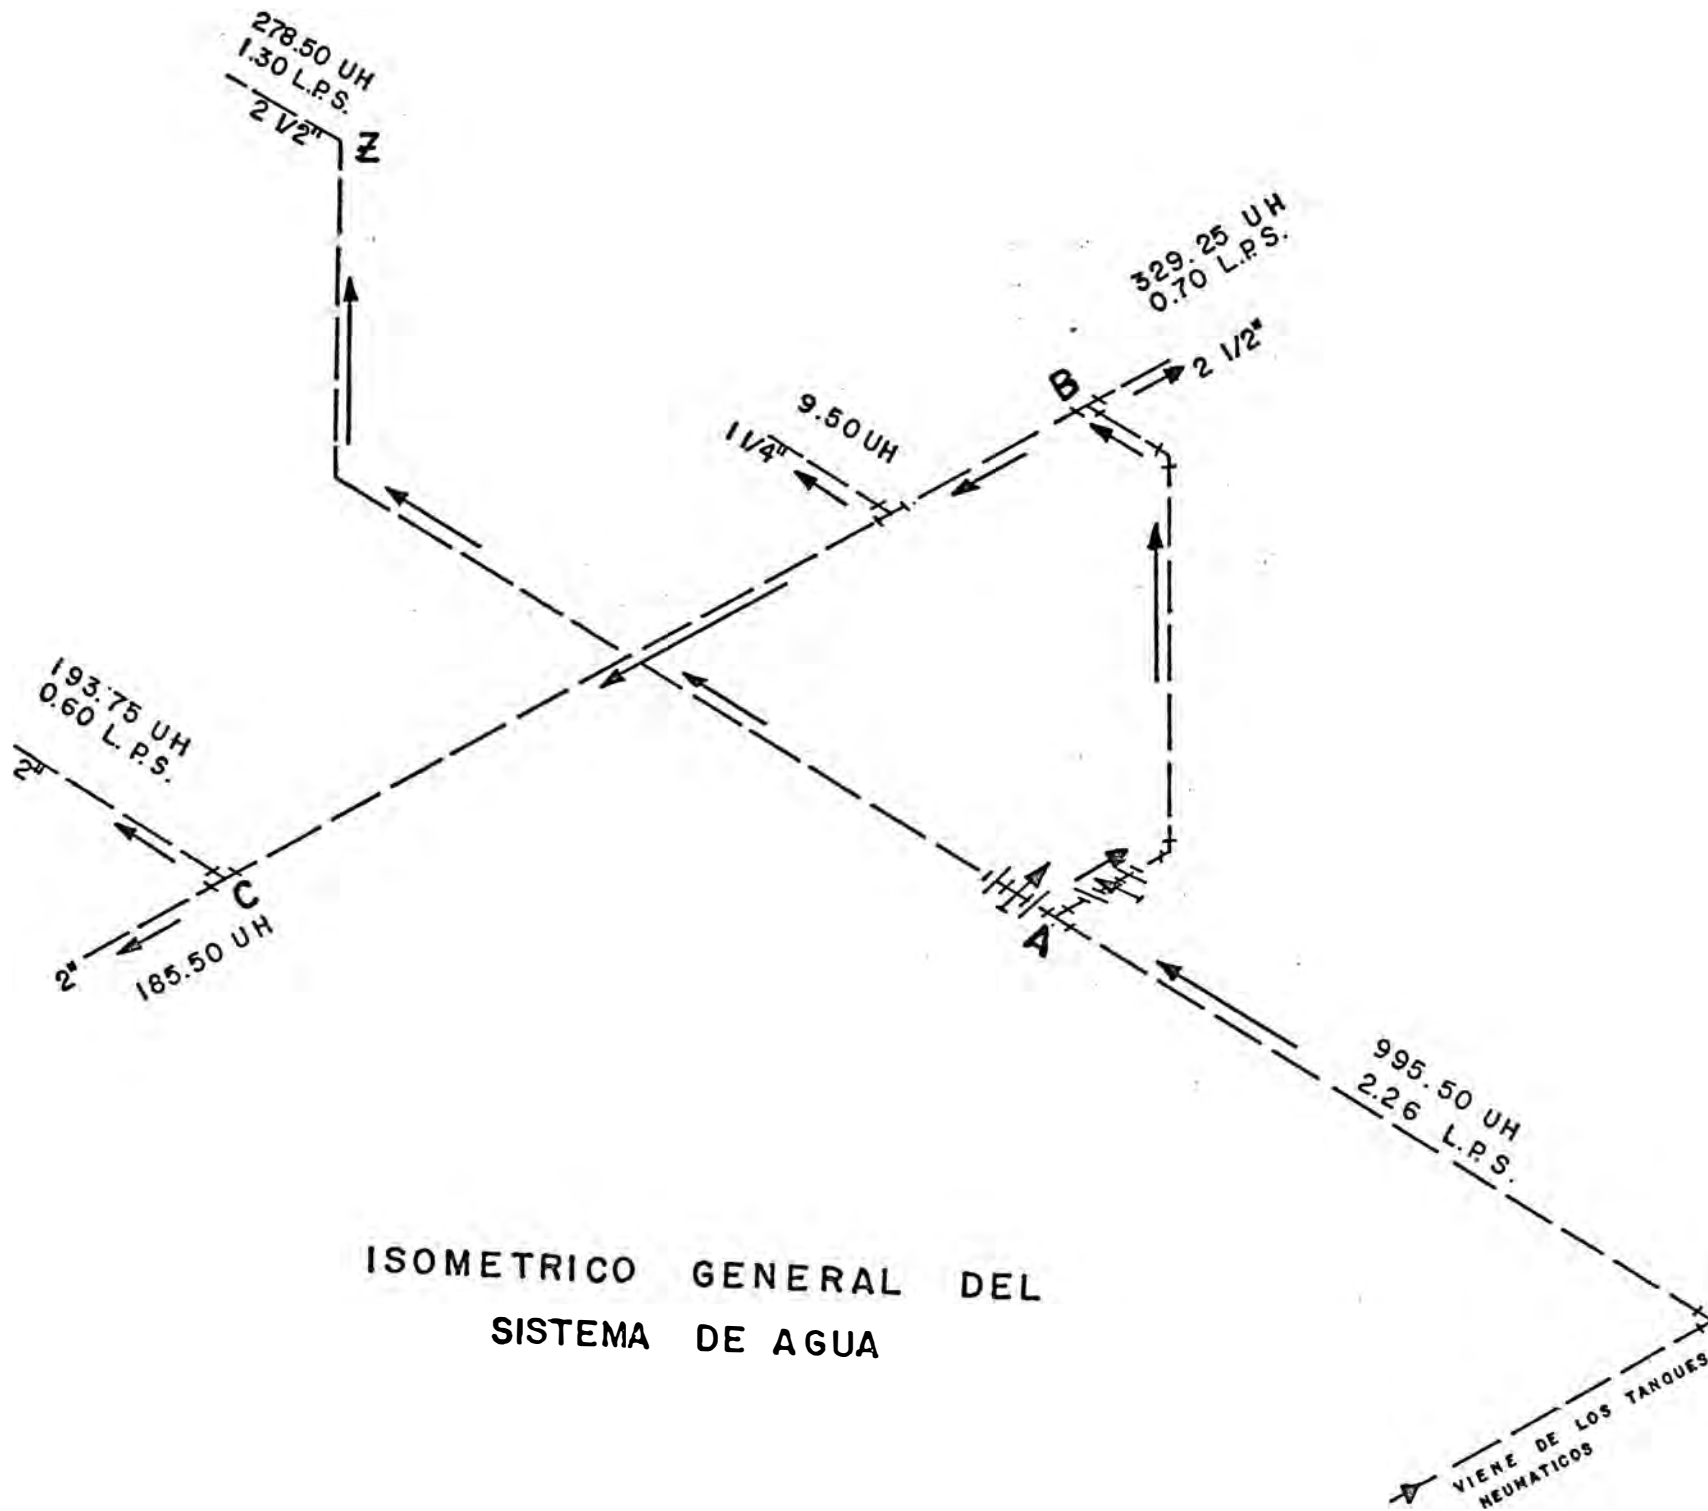 278.50 UH
1.30 L.P.S.
2 1/2"
Z
329.25 UH
0.70 L.P.S.
2 1/2"
B
9.50 UH
1 1/4"
193.75 UH
0.60 L.P.S.
2"
C
185.50 UH
2"
A
995.50 UH
2.26 L.P.S.
ISOMETRICO GENERAL DEL
SISTEMA DE AGUA
VIENE DE LOS TANQUES
NEUMATICOS